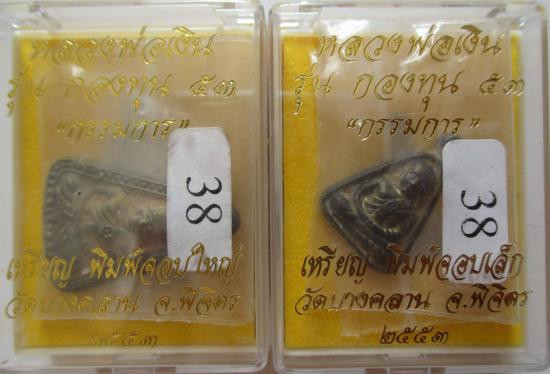 หลวงพ่อเงิน
รุ่น กองทุน ๕๓
"กรรมการ"
38
เหรียญ พิมพ์จอบใหญ่
วัดบางคลาน จ.พิจิตร
๒๕๕๓
หลวงพ่อเงิน
รุ่น กองทุน ๕๓
"กรรมการ"
38
เหรียญ พิมพ์จอบเล็ก
วัดบางคลาน จ.พิจิตร
๒๕๕๓